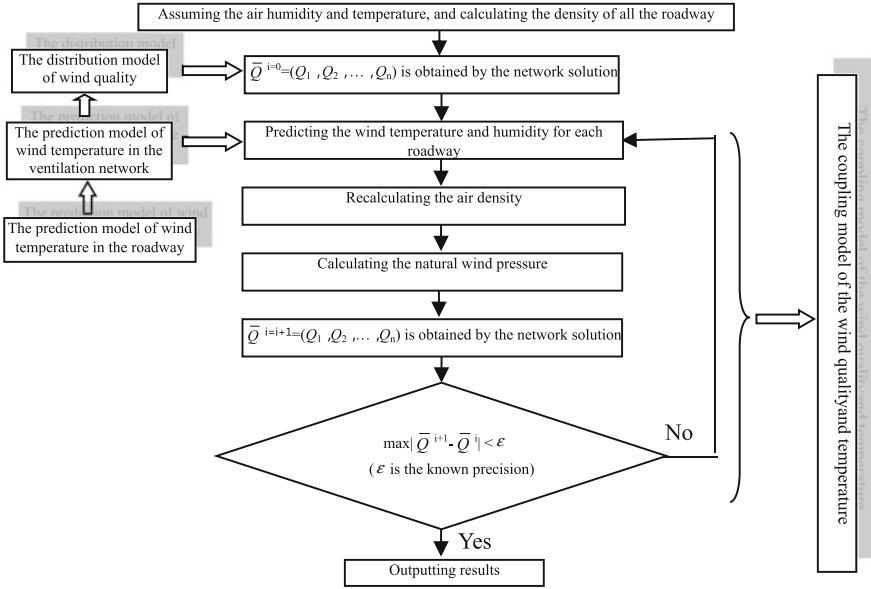 Assuming the air humidity and temperature, and calculating the density of all the roadway
The distribution model
of wind quality
Q̅ i=0=(Q1 ,Q2 ,… ,Qn) is obtained by the network solution
The prediction model of
wind temperature in the
ventilation network
Predicting the wind temperature and humidity for each
roadway
Recalculating the air density
The prediction model of wind
temperature in the roadway
Calculating the natural wind pressure
Q̅ i=i+1=(Q1 ,Q2 ,… ,Qn) is obtained by the network solution
max| Q̅ i+1- Q̅ i| < ε
( ε is the known precision)
No
Yes
Outputting results
The coupling model of the wind qualityand temperature